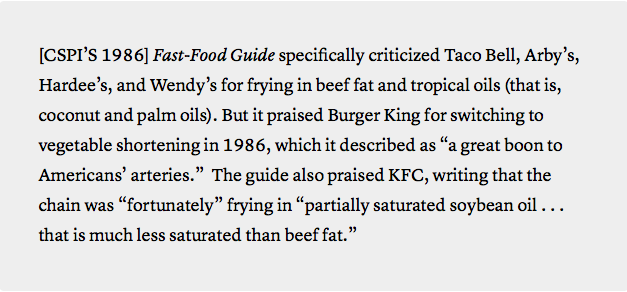 [CSPI’S 1986] Fast-Food Guide specifically criticized Taco Bell, Arby’s,
Hardee’s, and Wendy’s for frying in beef fat and tropical oils (that is,
coconut and palm oils). But it praised Burger King for switching to
vegetable shortening in 1986, which it described as “a great boon to
Americans’ arteries.” The guide also praised KFC, writing that the
chain was “fortunately” frying in “partially saturated soybean oil . . .
that is much less saturated than beef fat.”